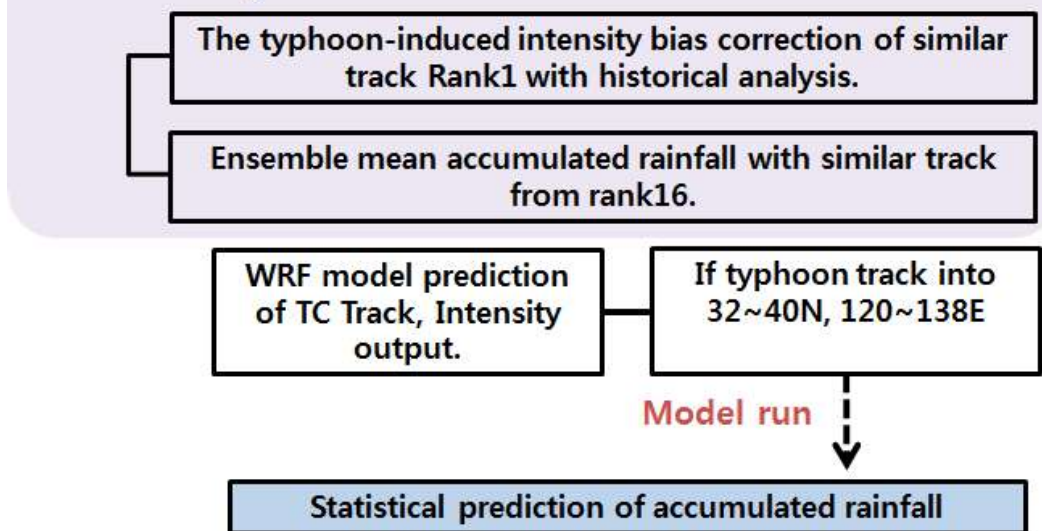 The typhoon-induced intensity bias correction of similar
track Rank1 with historical analysis.
Ensemble mean accumulated rainfall with similar track
from rank16.
WRF model prediction
of TC Track, Intensity
output.
If typhoon track into
32~40N, 120~138E
Model run
Statistical prediction of accumulated rainfall